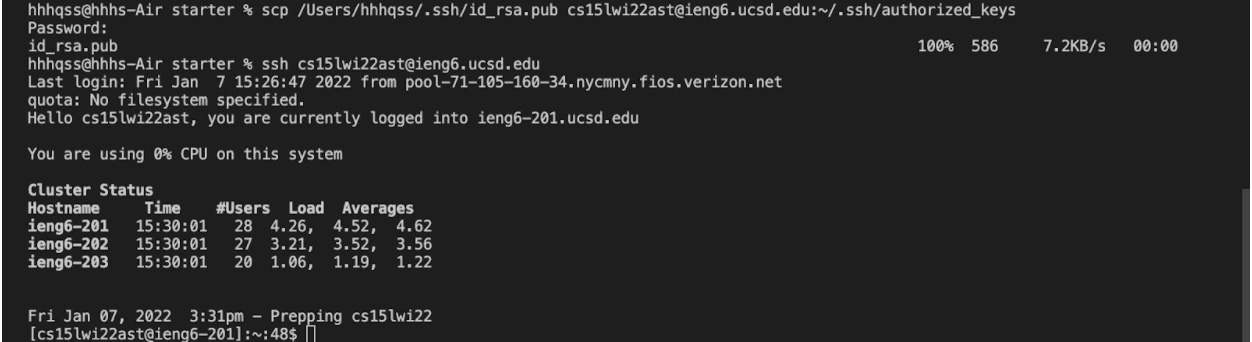 hhhqss@hhhs-Air starter % scp /Users/hhhqss/.ssh/id_rsa.pub cs15lwi22ast@ieng6.ucsd.edu:~/.ssh/authorized_keys
Password:
id_rsa.pub 100% 586 7.2KB/s 00:00
hhhqss@hhhs-Air starter % ssh cs15lwi22ast@ieng6.ucsd.edu
Last login: Fri Jan  7 15:26:47 2022 from pool-71-105-160-34.nycmny.fios.verizon.net
quota: No filesystem specified.
Hello cs15lwi22ast, you are currently logged into ieng6-201.ucsd.edu
You are using 0% CPU on this system
Cluster Status
Hostname     Time    #Users  Load  Averages
ieng6-201   15:30:01   28  4.26,  4.52,  4.62
ieng6-202   15:30:01   27  3.21,  3.52,  3.56
ieng6-203   15:30:01   20  1.06,  1.19,  1.22
Fri Jan 07, 2022  3:31pm - Prepping cs15lwi22
[cs15lwi22ast@ieng6-201]:~:48$